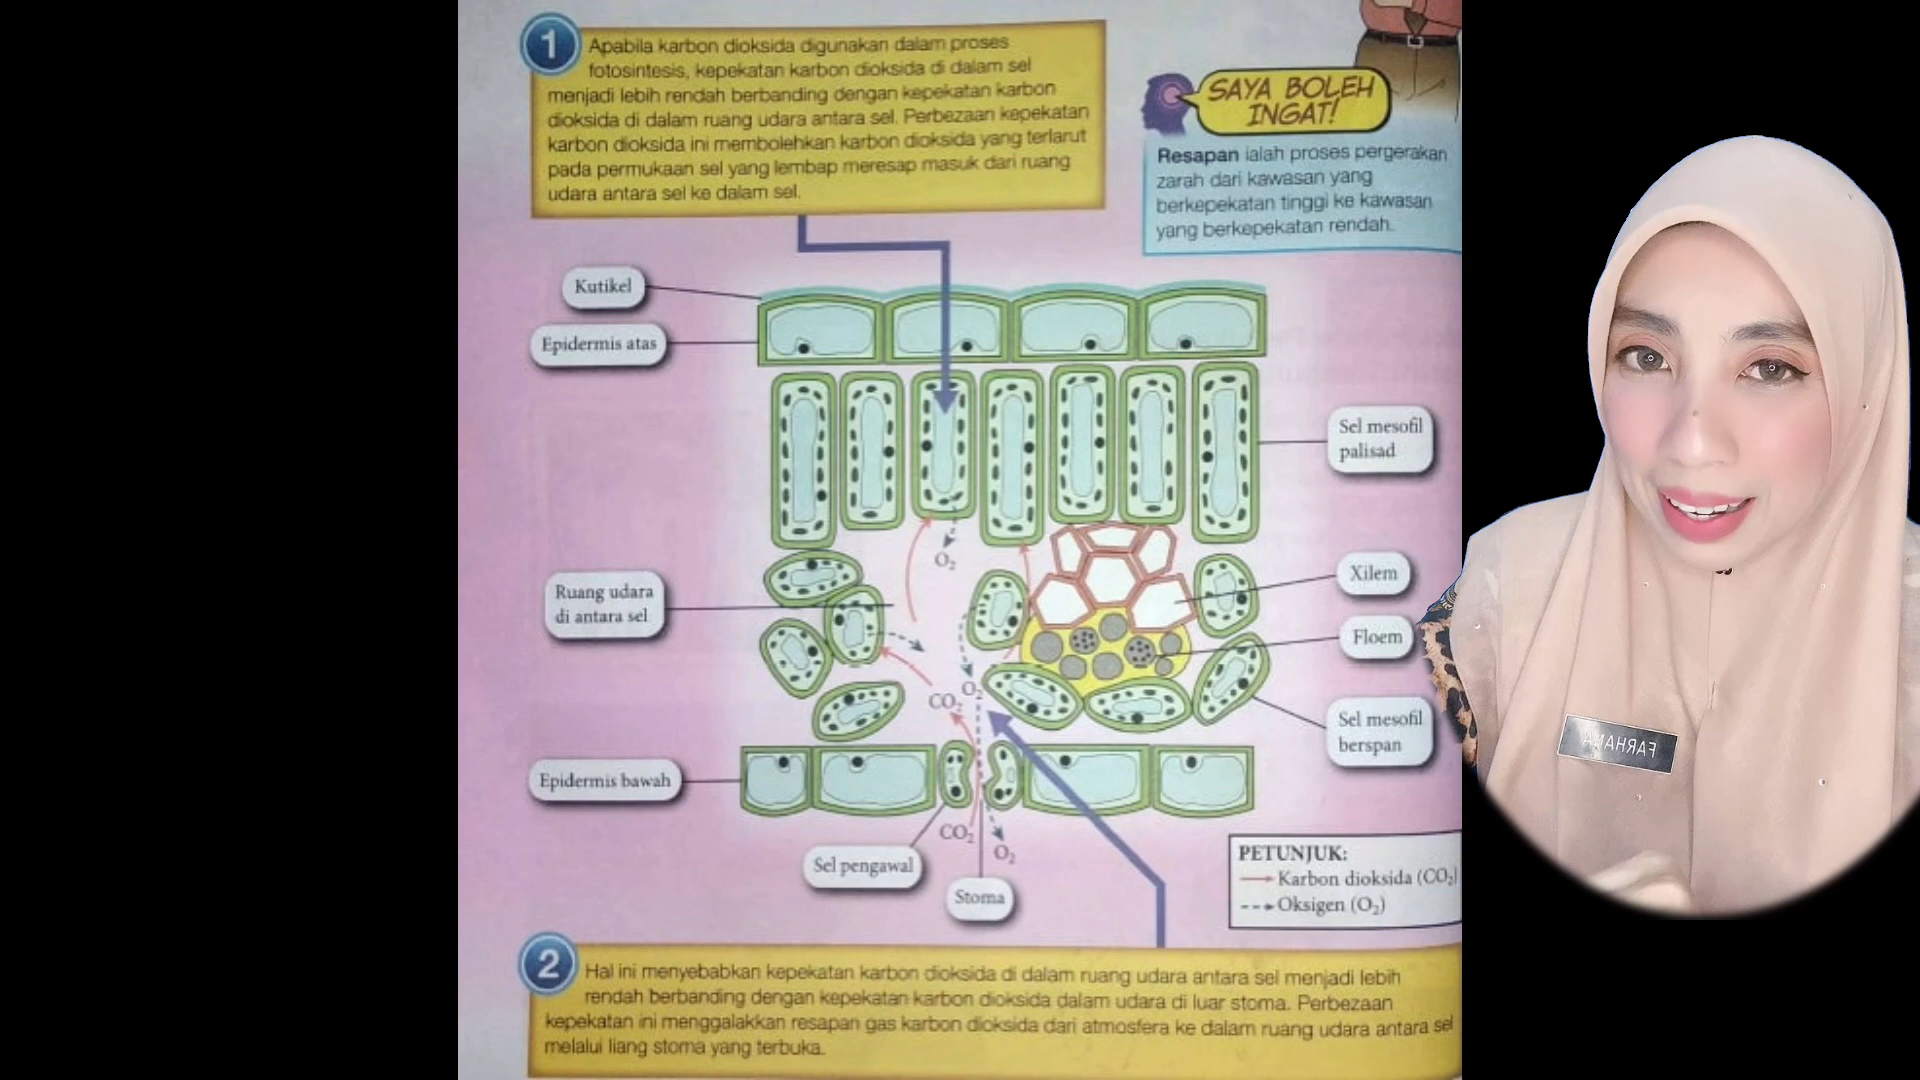 1
Apabila karbon dioksida digunakan dalam proses
fotosintesis, kepekatan karbon dioksida di dalam sel
menjadi lebih rendah berbanding dengan kepekatan karbon
dioksida di dalam ruang udara antara sel. Perbezaan kepekatan
karbon dioksida ini membolehkan karbon dioksida yang terlarut
pada permukaan sel yang lembap meresap masuk dari ruang
udara antara sel ke dalam sel.
SAYA BOLEH
INGAT!
Resapan ialah proses pergerakan
zarah dari kawasan yang
berkepekatan tinggi ke kawasan
yang berkepekatan rendah.
Kutikel
Epidermis atas
Sel mesofil
palisad
O₂
Ruang udara
di antara sel
Xilem
Floem
CO₂
O₂
Sel mesofil
berspan
Epidermis bawah
CO₂
O₂
Sel pengawal
Stoma
PETUNJUK:
Karbon dioksida (CO₂)
Oksigen (O₂)
2
Hal ini menyebabkan kepekatan karbon dioksida di dalam ruang udara antara sel menjadi lebih
rendah berbanding dengan kepekatan karbon dioksida dalam udara di luar stoma. Perbezaan
kepekatan ini menggalakkan resapan gas karbon dioksida dari atmosfera ke dalam ruang udara antara sel
melalui liang stoma yang terbuka.
FARHANA